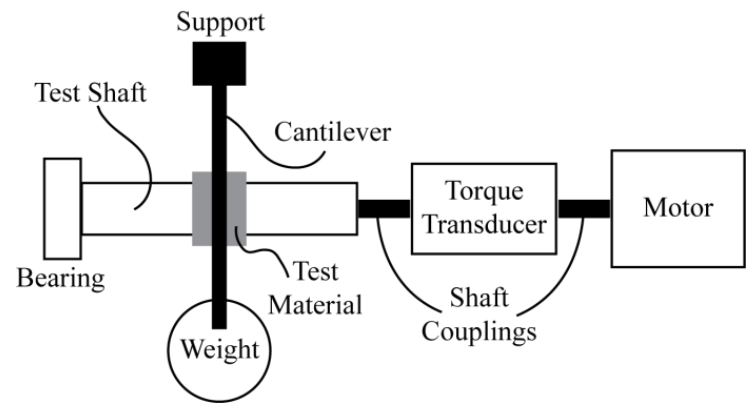 Support
Test Shaft
Cantilever
Torque
Transducer
Motor
Bearing
Test
Material
Shaft
Couplings
Weight